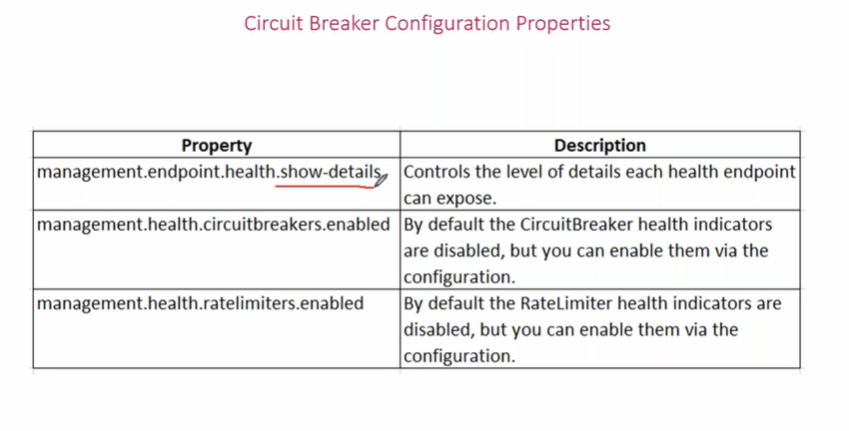 Circuit Breaker Configuration Properties
Property Description
management.endpoint.health.show-details Controls the level of details each health endpoint
can expose.
management.health.circuitbreakers.enabled By default the CircuitBreaker health indicators
are disabled, but you can enable them via the
configuration.
management.health.ratelimiters.enabled By default the RateLimiter health indicators are
disabled, but you can enable them via the
configuration.